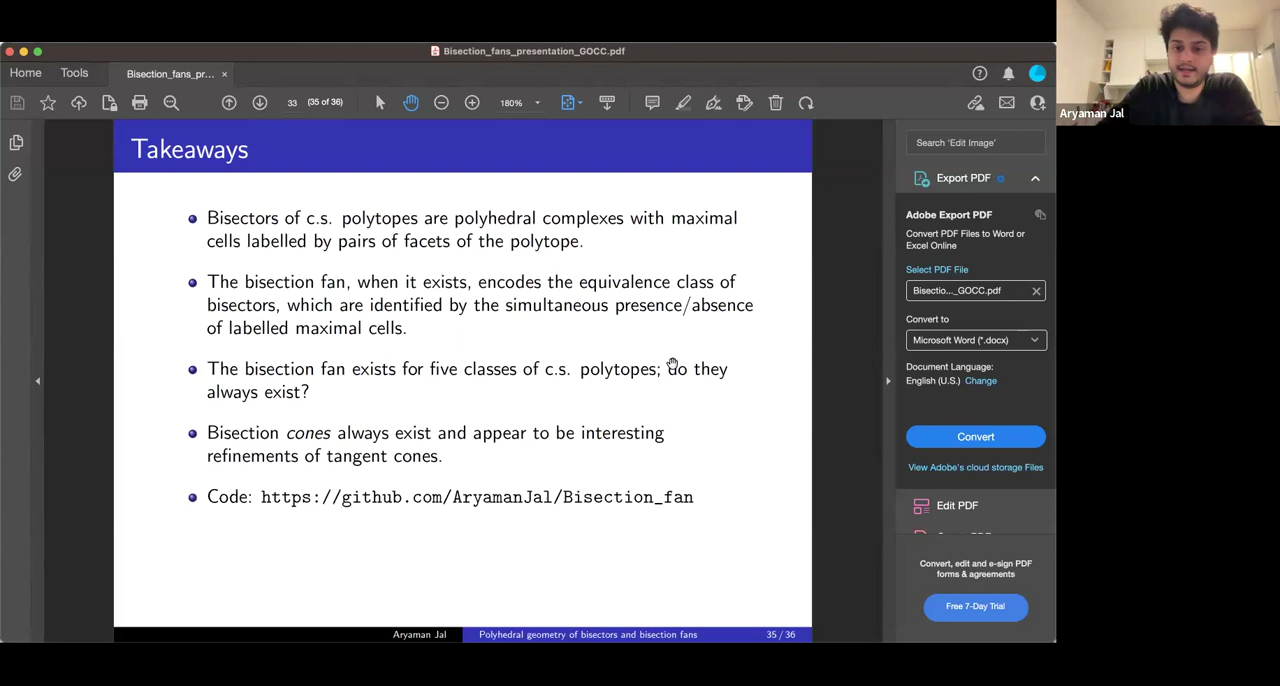 Bisection_fans_presentation_GOCC.pdf
Home
Tools
Bisection_fans_pr... ×
33 (35 of 36)
180%
Aryaman Jal
Takeaways
Bisectors of c.s. polytopes are polyhedral complexes with maximal
cells labelled by pairs of facets of the polytope.
The bisection fan, when it exists, encodes the equivalence class of
bisectors, which are identified by the simultaneous presence/absence
of labelled maximal cells.
The bisection fan exists for five classes of c.s. polytopes; do they
always exist?
Bisection cones always exist and appear to be interesting
refinements of tangent cones.
Code: https://github.com/AryamanJal/Bisection_fan
Aryaman Jal
Polyhedral geometry of bisectors and bisection fans
35 / 36
Search 'Edit Image'
Export PDF
Adobe Export PDF
Convert PDF Files to Word or
Excel Online
Select PDF File
Bisectio..._GOCC.pdf
Convert to
Microsoft Word (*.docx)
Document Language:
English (U.S.) Change
Convert
View Adobe's cloud storage Files
Edit PDF
Convert, edit and e-sign PDF
forms & agreements
Free 7-Day Trial